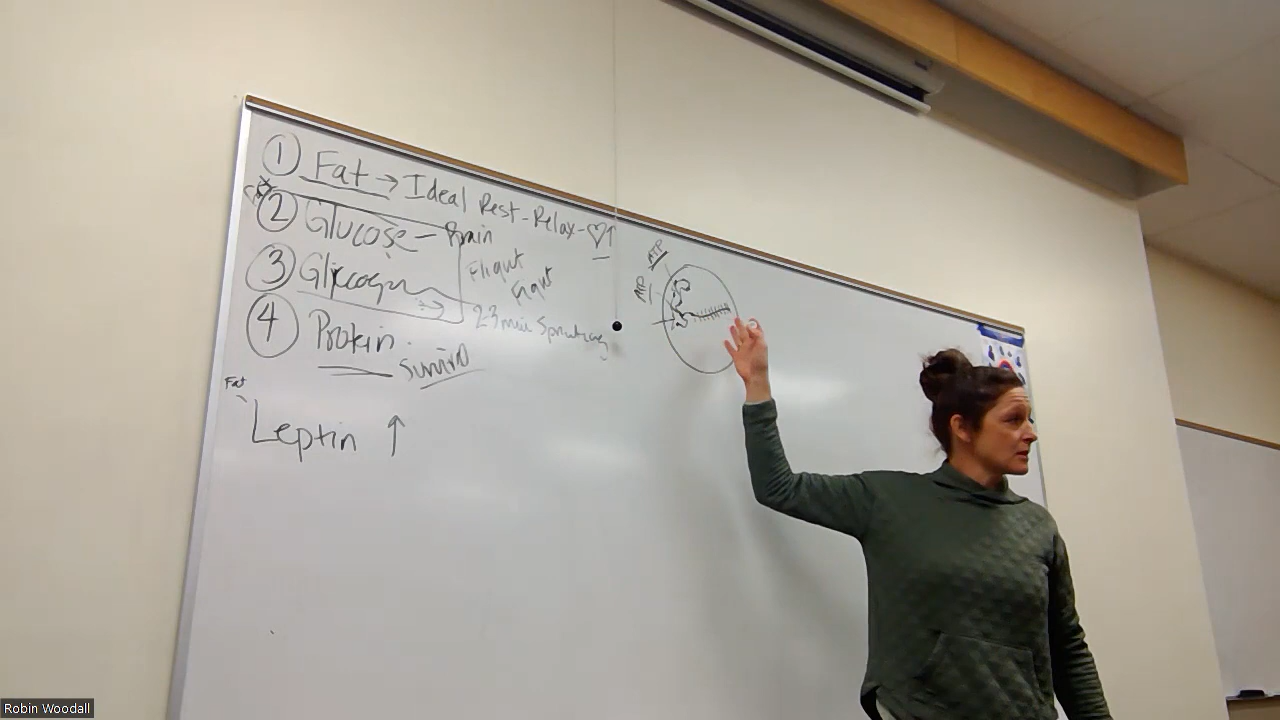 1 Fat → Ideal Rest-Relax-♡↑
2 Glucose - Brain
Flight
Fight
3 Glycogen
2-3 min Sprinting
4 Protein
Survival
Fat
Leptin ↑
ATP
Robin Woodall